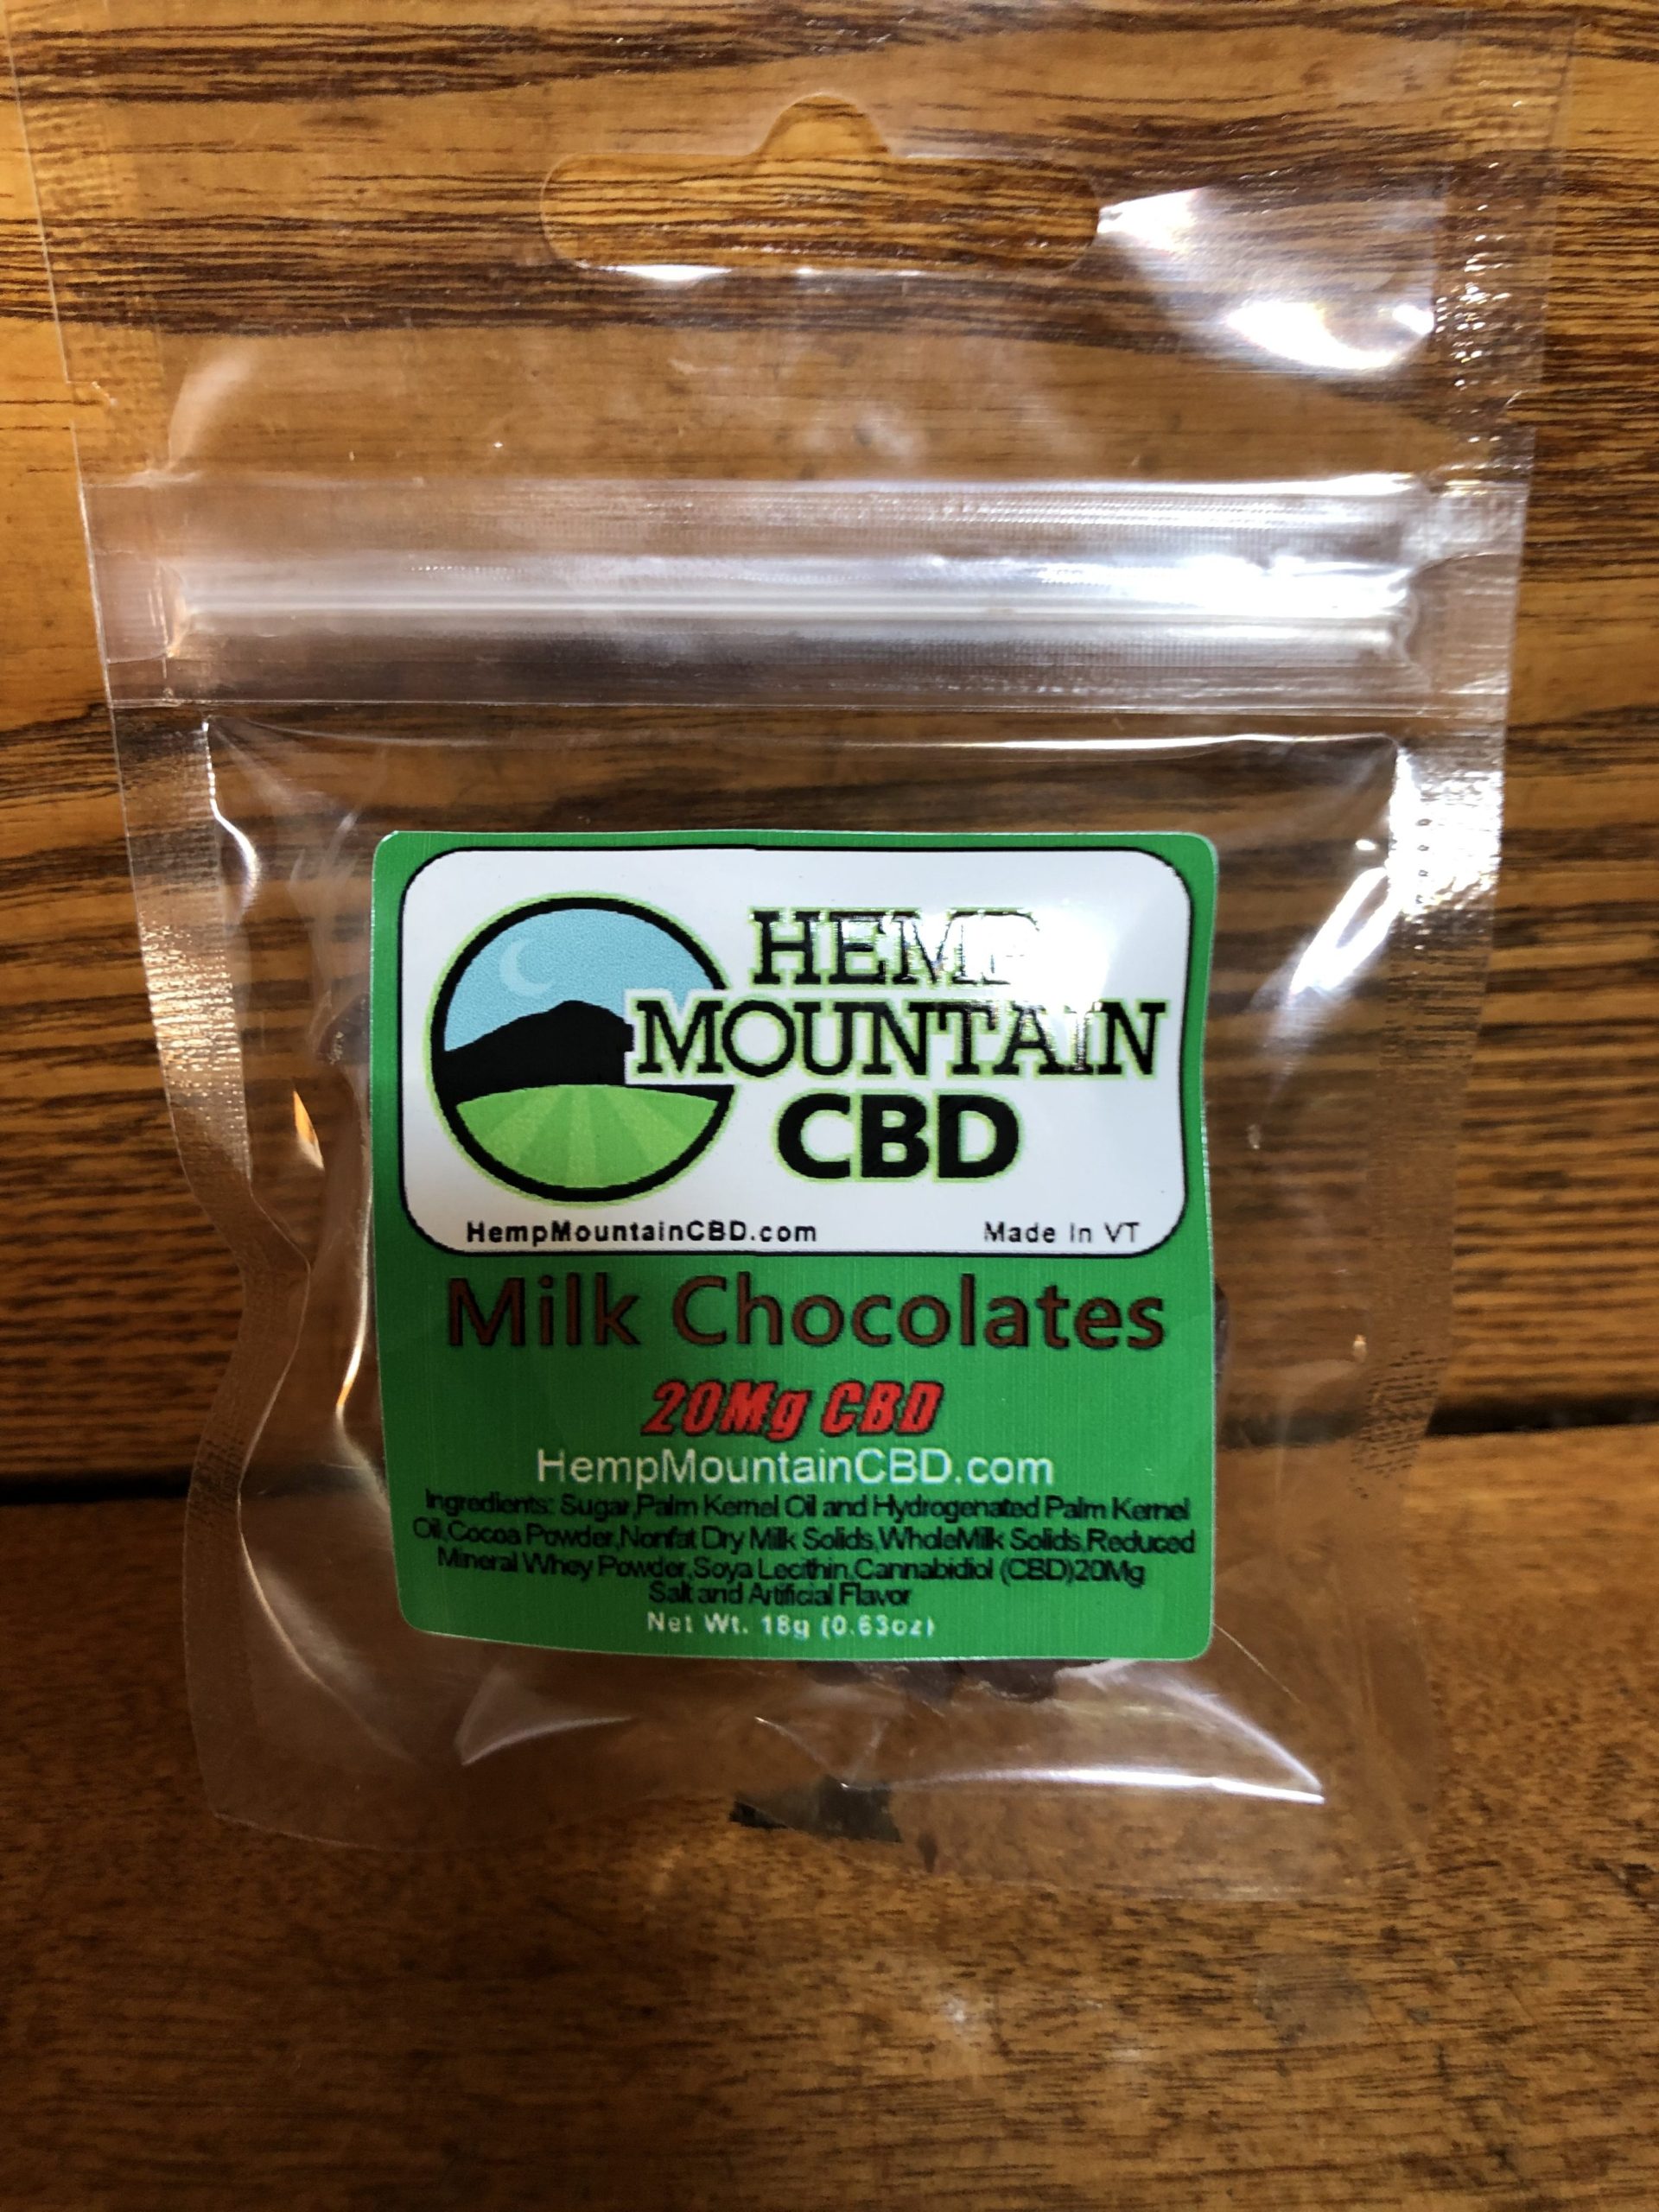 HEMP
MOUNTAIN
CBD
HempMountainCBD.com Made In VT
Milk Chocolates
20Mg CBD
HempMountainCBD.com
Ingredients: Sugar,Palm Kernel Oil and Hydrogenated Palm Kernel
Oil,Cocoa Powder,Nonfat Dry Milk Solids,WholeMilk Solids,Reduced
Mineral Whey Powder,Soya Lecithin,Cannabidiol (CBD)20Mg
Salt and Artificial Flavor
Net Wt. 18g (0.63oz)